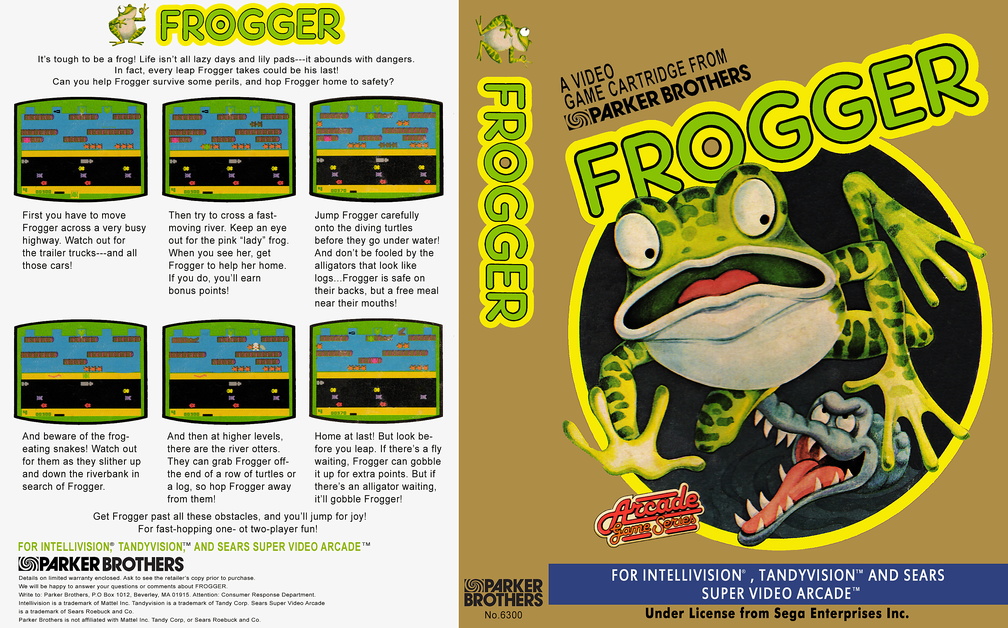 FROGGER
It's tough to be a frog! Life isn't all lazy days and lily pads---it abounds with dangers.
In fact, every leap Frogger takes could be his last!
Can you help Frogger survive some perils, and hop Frogger home to safety?
First you have to move
Frogger across a very busy
highway. Watch out for
the trailer trucks---and all
those cars!
Then try to cross a fast-
moving river. Keep an eye
out for the pink “lady” frog.
When you see her, get
Frogger to help her home.
If you do, you'll earn
bonus points!
Jump Frogger carefully
onto the diving turtles
before they go under water!
And don't be fooled by the
alligators that look like
logs...Frogger is safe on
their backs, but a free meal
near their mouths!
And beware of the frog-
eating snakes! Watch out
for them as they slither up
and down the riverbank in
search of Frogger.
And then at higher levels,
there are the river otters.
They can grab Frogger off-
the end of a row of turtles or
a log, so hop Frogger away
from them!
Home at last! But look be-
fore you leap. If there's a fly
waiting, Frogger can gobble
it up for extra points. But if
there's an alligator waiting,
it'll gobble Frogger!
Get Frogger past all these obstacles, and you'll jump for joy!
For fast-hopping one- ot two-player fun!
FOR INTELLIVISION,® TANDYVISION,™ AND SEARS SUPER VIDEO ARCADE™
PARKER BROTHERS
Details on limited warranty enclosed. Ask to see the retailer's copy prior to purchase.
We will be happy to answer your questions or comments about FROGGER.
Write to: Parker Brothers, P.O Box 1012, Beverley, MA 01915. Attention: Consumer Response Department.
Intellivision is a trademark of Mattel Inc. Tandyvision is a trademark of Tandy Corp. Sears Super Video Arcade
is a trademark of Sears Roebuck and Co.
Parker Brothers is not affiliated with Mattel Inc. Tandy Corp, or Sears Roebuck and Co.
FROGGER
PARKER
BROTHERS
No.6300
A VIDEO
GAME CARTRIDGE FROM
PARKER BROTHERS
FROGGER
Arcade
Game Series
FOR INTELLIVISION®, TANDYVISION™ AND SEARS
SUPER VIDEO ARCADE™
Under License from Sega Enterprises Inc.